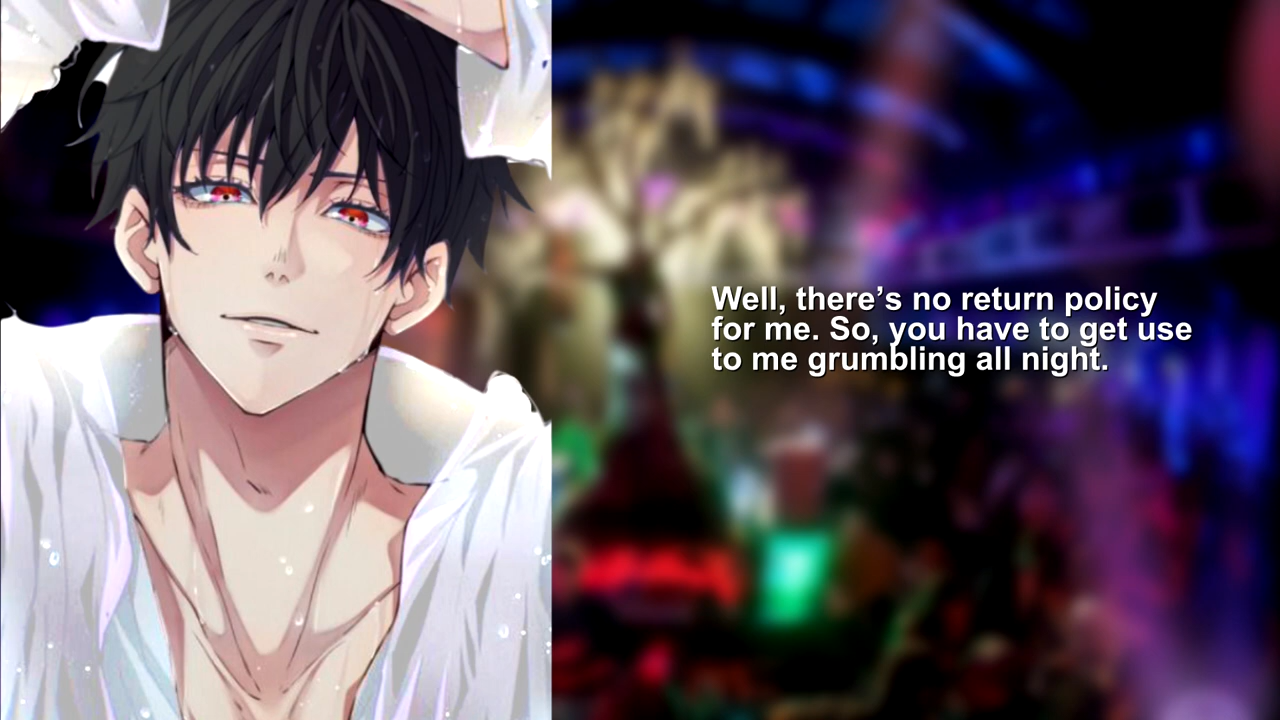 Well, there’s no return policy
for me. So, you have to get use
to me grumbling all night.